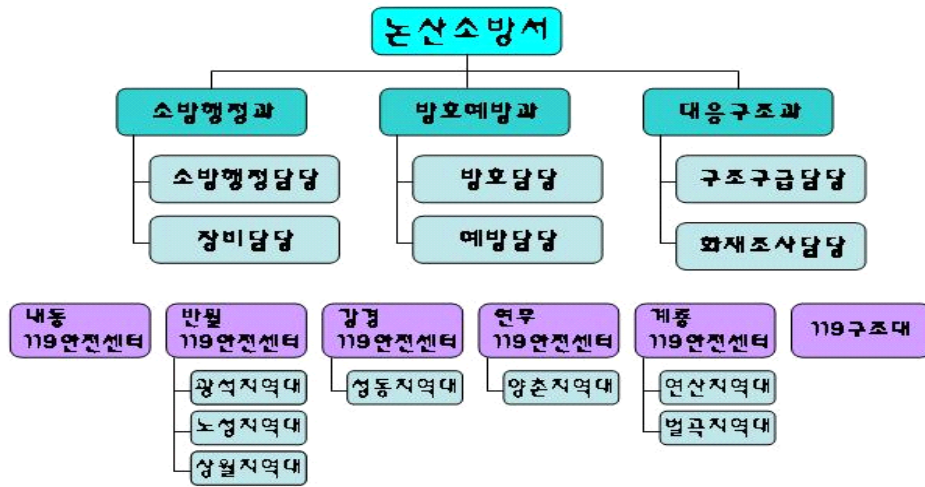 논산소방서
소방행정과
방호예방과
대응구조과
소방행정담당
방호담당
구조구급담당
장비담당
예방담당
화재조사담당
내동
119안전센터
반월
119안전센터
강경
119안전센터
연무
119안전센터
계룡
119안전센터
119구조대
광석지역대
성동지역대
양촌지역대
연산지역대
노성지역대
벌곡지역대
상월지역대